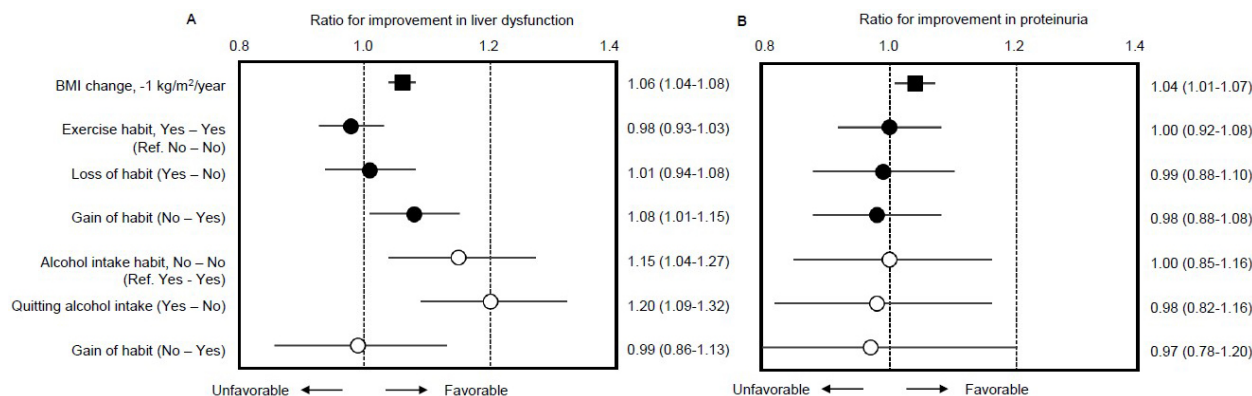 A
Ratio for improvement in liver dysfunction
0.8 1.0 1.2 1.4
BMI change, -1 kg/m²/year
1.06 (1.04-1.08)
Exercise habit, Yes – Yes
(Ref. No – No)
0.98 (0.93-1.03)
Loss of habit (Yes – No)
1.01 (0.94-1.08)
Gain of habit (No – Yes)
1.08 (1.01-1.15)
Alcohol intake habit, No – No
(Ref. Yes - Yes)
1.15 (1.04-1.27)
Quitting alcohol intake (Yes – No)
1.20 (1.09-1.32)
Gain of habit (No – Yes)
0.99 (0.86-1.13)
Unfavorable Favorable
B
Ratio for improvement in proteinuria
0.8 1.0 1.2 1.4
1.04 (1.01-1.07)
1.00 (0.92-1.08)
0.99 (0.88-1.10)
0.98 (0.88-1.08)
1.00 (0.85-1.16)
0.98 (0.82-1.16)
0.97 (0.78-1.20)
Unfavorable Favorable